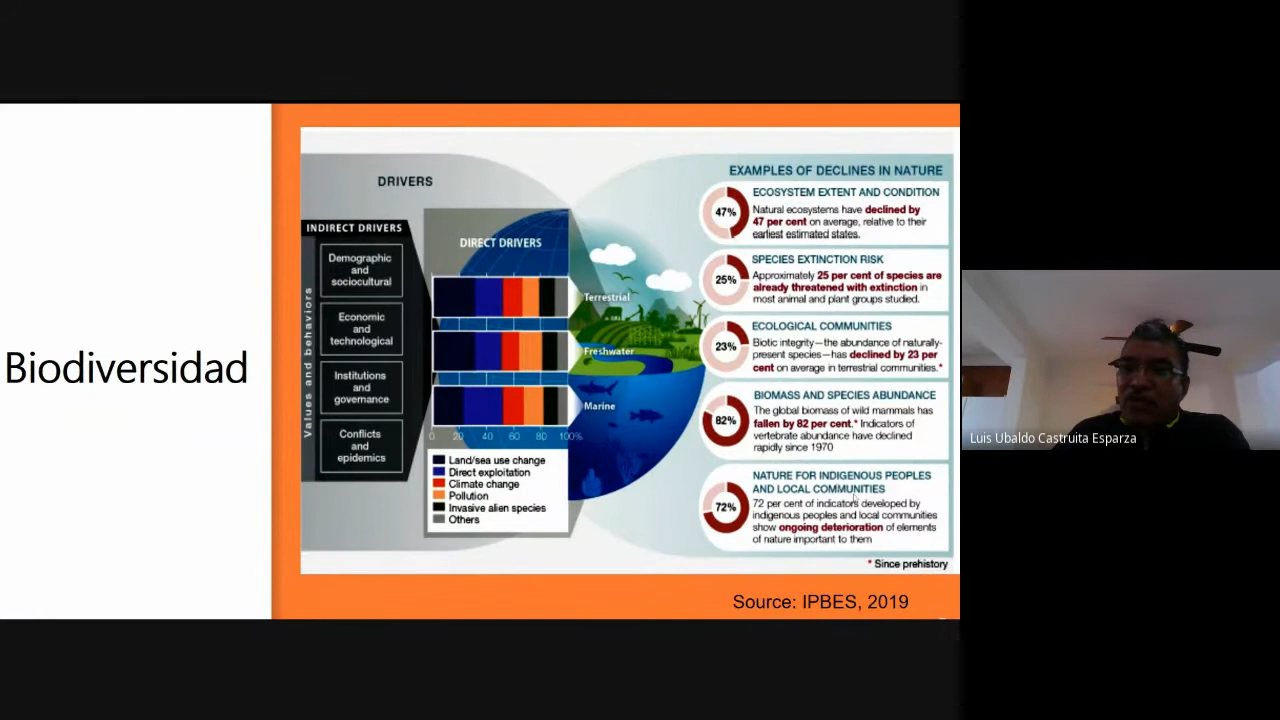 Biodiversidad
DRIVERS
INDIRECT DRIVERS
Values and behaviors
Demographic
and
sociocultural
Economic
and
technological
Institutions
and
governance
Conflicts
and
epidemics
DIRECT DRIVERS
Terrestrial
Freshwater
Marine
0 20 40 60 80 100%
Land/sea use change
Direct exploitation
Climate change
Pollution
Invasive alien species
Others
EXAMPLES OF DECLINES IN NATURE
47%
ECOSYSTEM EXTENT AND CONDITION
Natural ecosystems have declined by
47 per cent on average, relative to their
earliest estimated states.
25%
SPECIES EXTINCTION RISK
Approximately 25 per cent of species are
already threatened with extinction in
most animal and plant groups studied.
23%
ECOLOGICAL COMMUNITIES
Biotic integrity—the abundance of naturally-
present species—has declined by 23 per
cent on average in terrestrial communities.*
82%
BIOMASS AND SPECIES ABUNDANCE
The global biomass of wild mammals has
fallen by 82 per cent.* Indicators of
vertebrate abundance have declined
rapidly since 1970
72%
NATURE FOR INDIGENOUS PEOPLES
AND LOCAL COMMUNITIES
72 per cent of indicators developed by
indigenous peoples and local communities
show ongoing deterioration of elements
of nature important to them
* Since prehistory
Source: IPBES, 2019
Luis Ubaldo Castruita Esparza